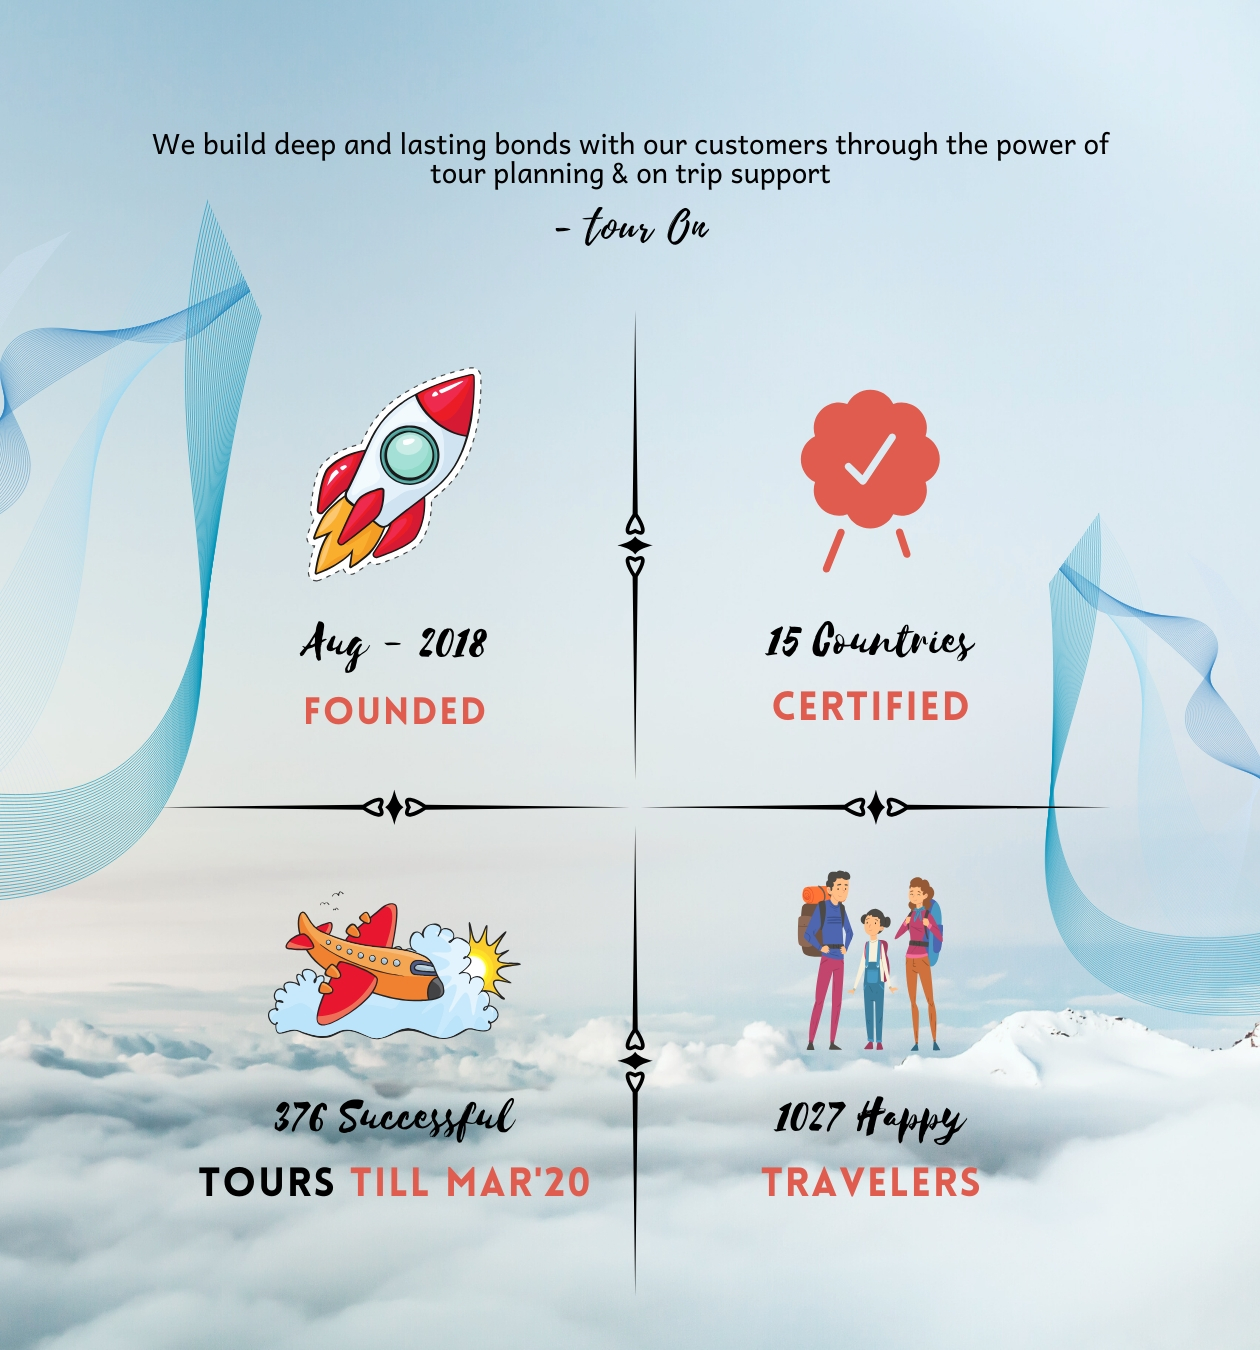 We build deep and lasting bonds with our customers through the power of
tour planning & on trip support
- tour On
Aug - 2018
FOUNDED
15 Countries
CERTIFIED
376 Successful
TOURS TILL MAR'20
1027 Happy
TRAVELERS